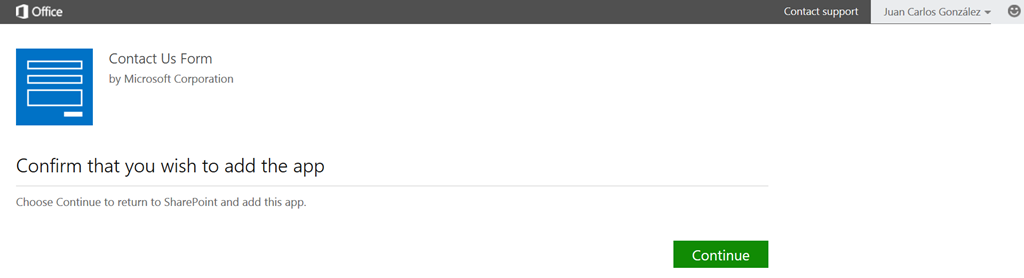 Office
Contact support
Juan Carlos González
Contact Us Form
by Microsoft Corporation
Confirm that you wish to add the app
Choose Continue to return to SharePoint and add this app.
Continue